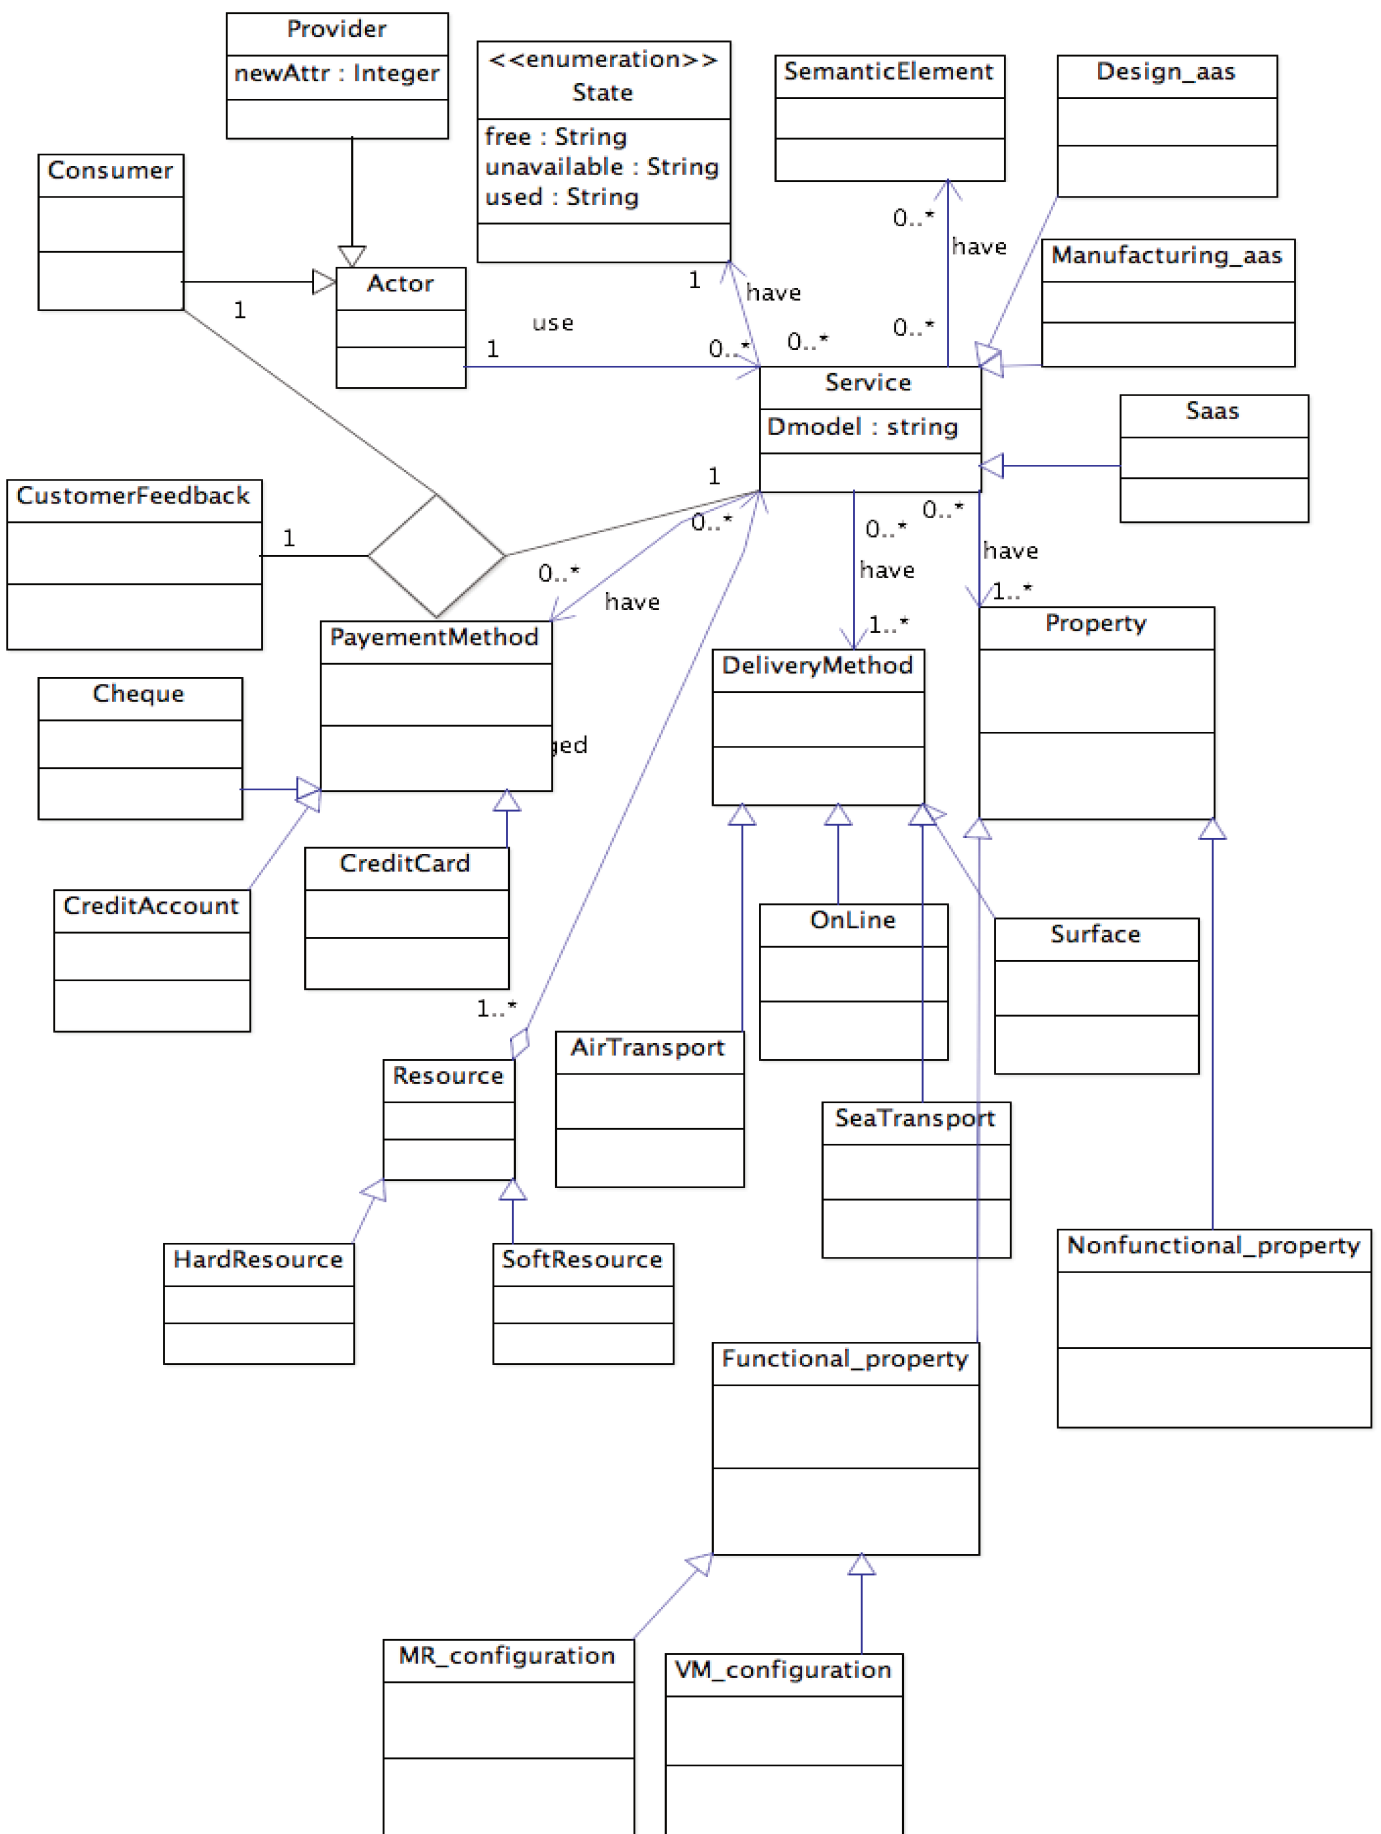 Provider
newAttr : Integer
<<enumeration>>
State
free : String
unavailable : String
used : String
SemanticElement
Design_aas
Consumer
0..*
have
Manufacturing_aas
Actor
1
1
have
use
1
0..*
0..*
0..*
Service
Dmodel : string
Saas
CustomerFeedback
1
1
0..*
0..*
0..*
have
have
0..*
have
1..*
1..*
PayementMethod
DeliveryMethod
Property
Cheque
CreditCard
CreditAccount
OnLine
Surface
1..*
AirTransport
Resource
SeaTransport
HardResource
SoftResource
Nonfunctional_property
Functional_property
MR_configuration
VM_configuration